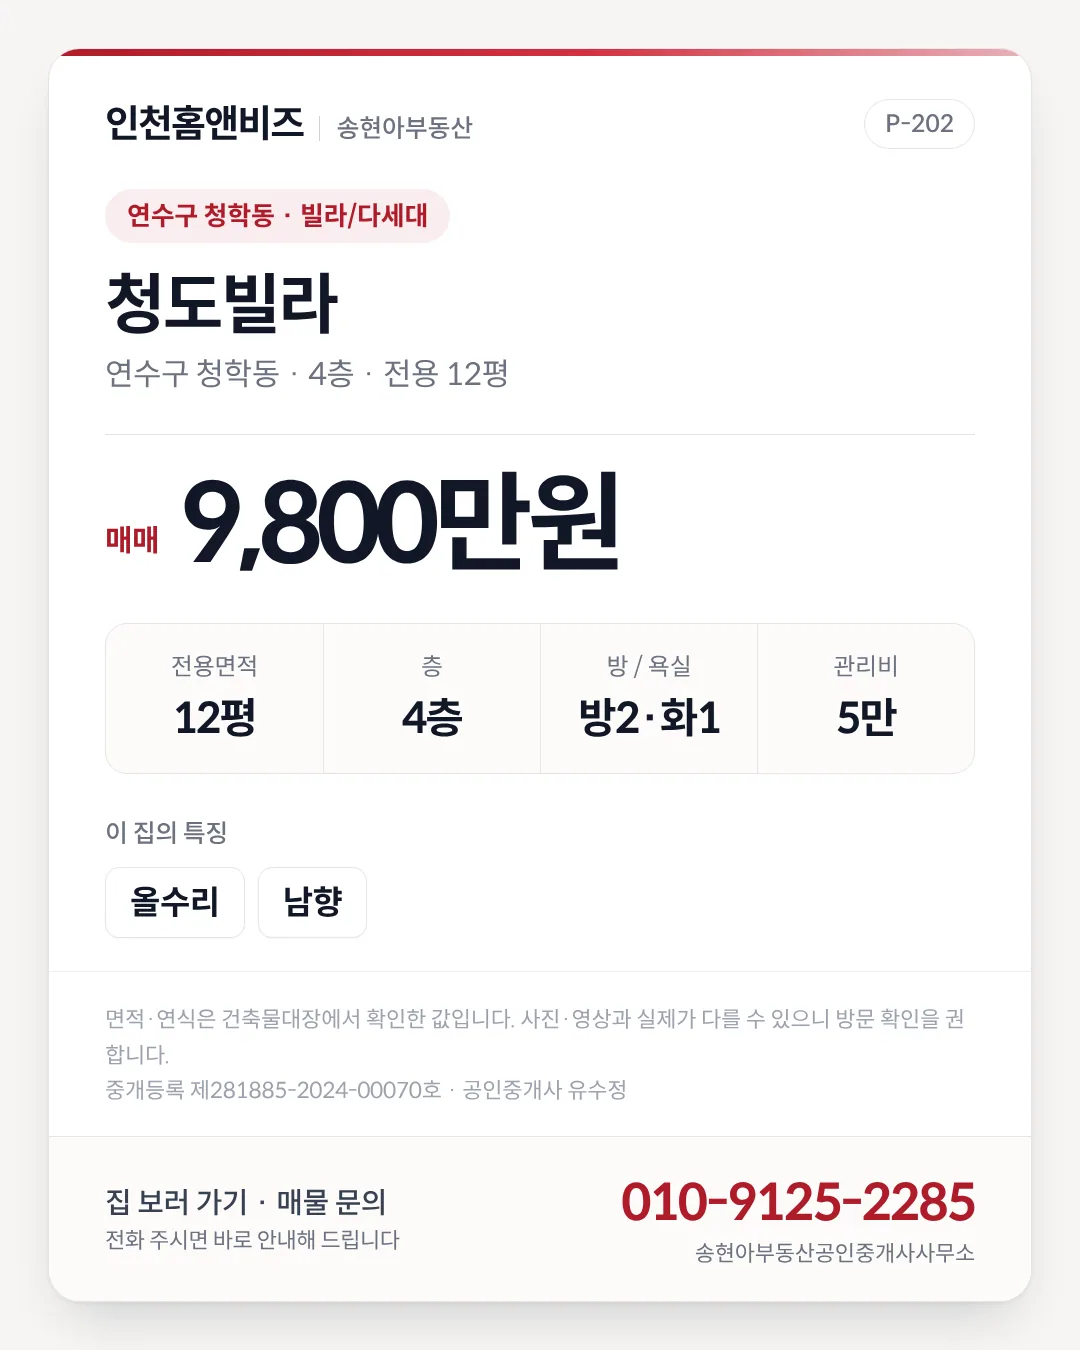 인천홈앤비즈 | 송현아부동산
P-202
연수구 청학동 · 빌라/다세대
청도빌라
연수구 청학동 · 4층 · 전용 12평
매매 9,800만원
전용면적 층 방 / 욕실 관리비
12평 4층 방2·화1 5만
이 집의 특징
올수리 남향
면적·연식은 건축물대장에서 확인한 값입니다. 사진·영상과 실제가 다를 수 있으니 방문 확인을 권
합니다.
중개등록 제281885-2024-00070호 · 공인중개사 유수정
집 보러 가기 · 매물 문의
전화 주시면 바로 안내해 드립니다
010-9125-2285
송현아부동산공인중개사사무소